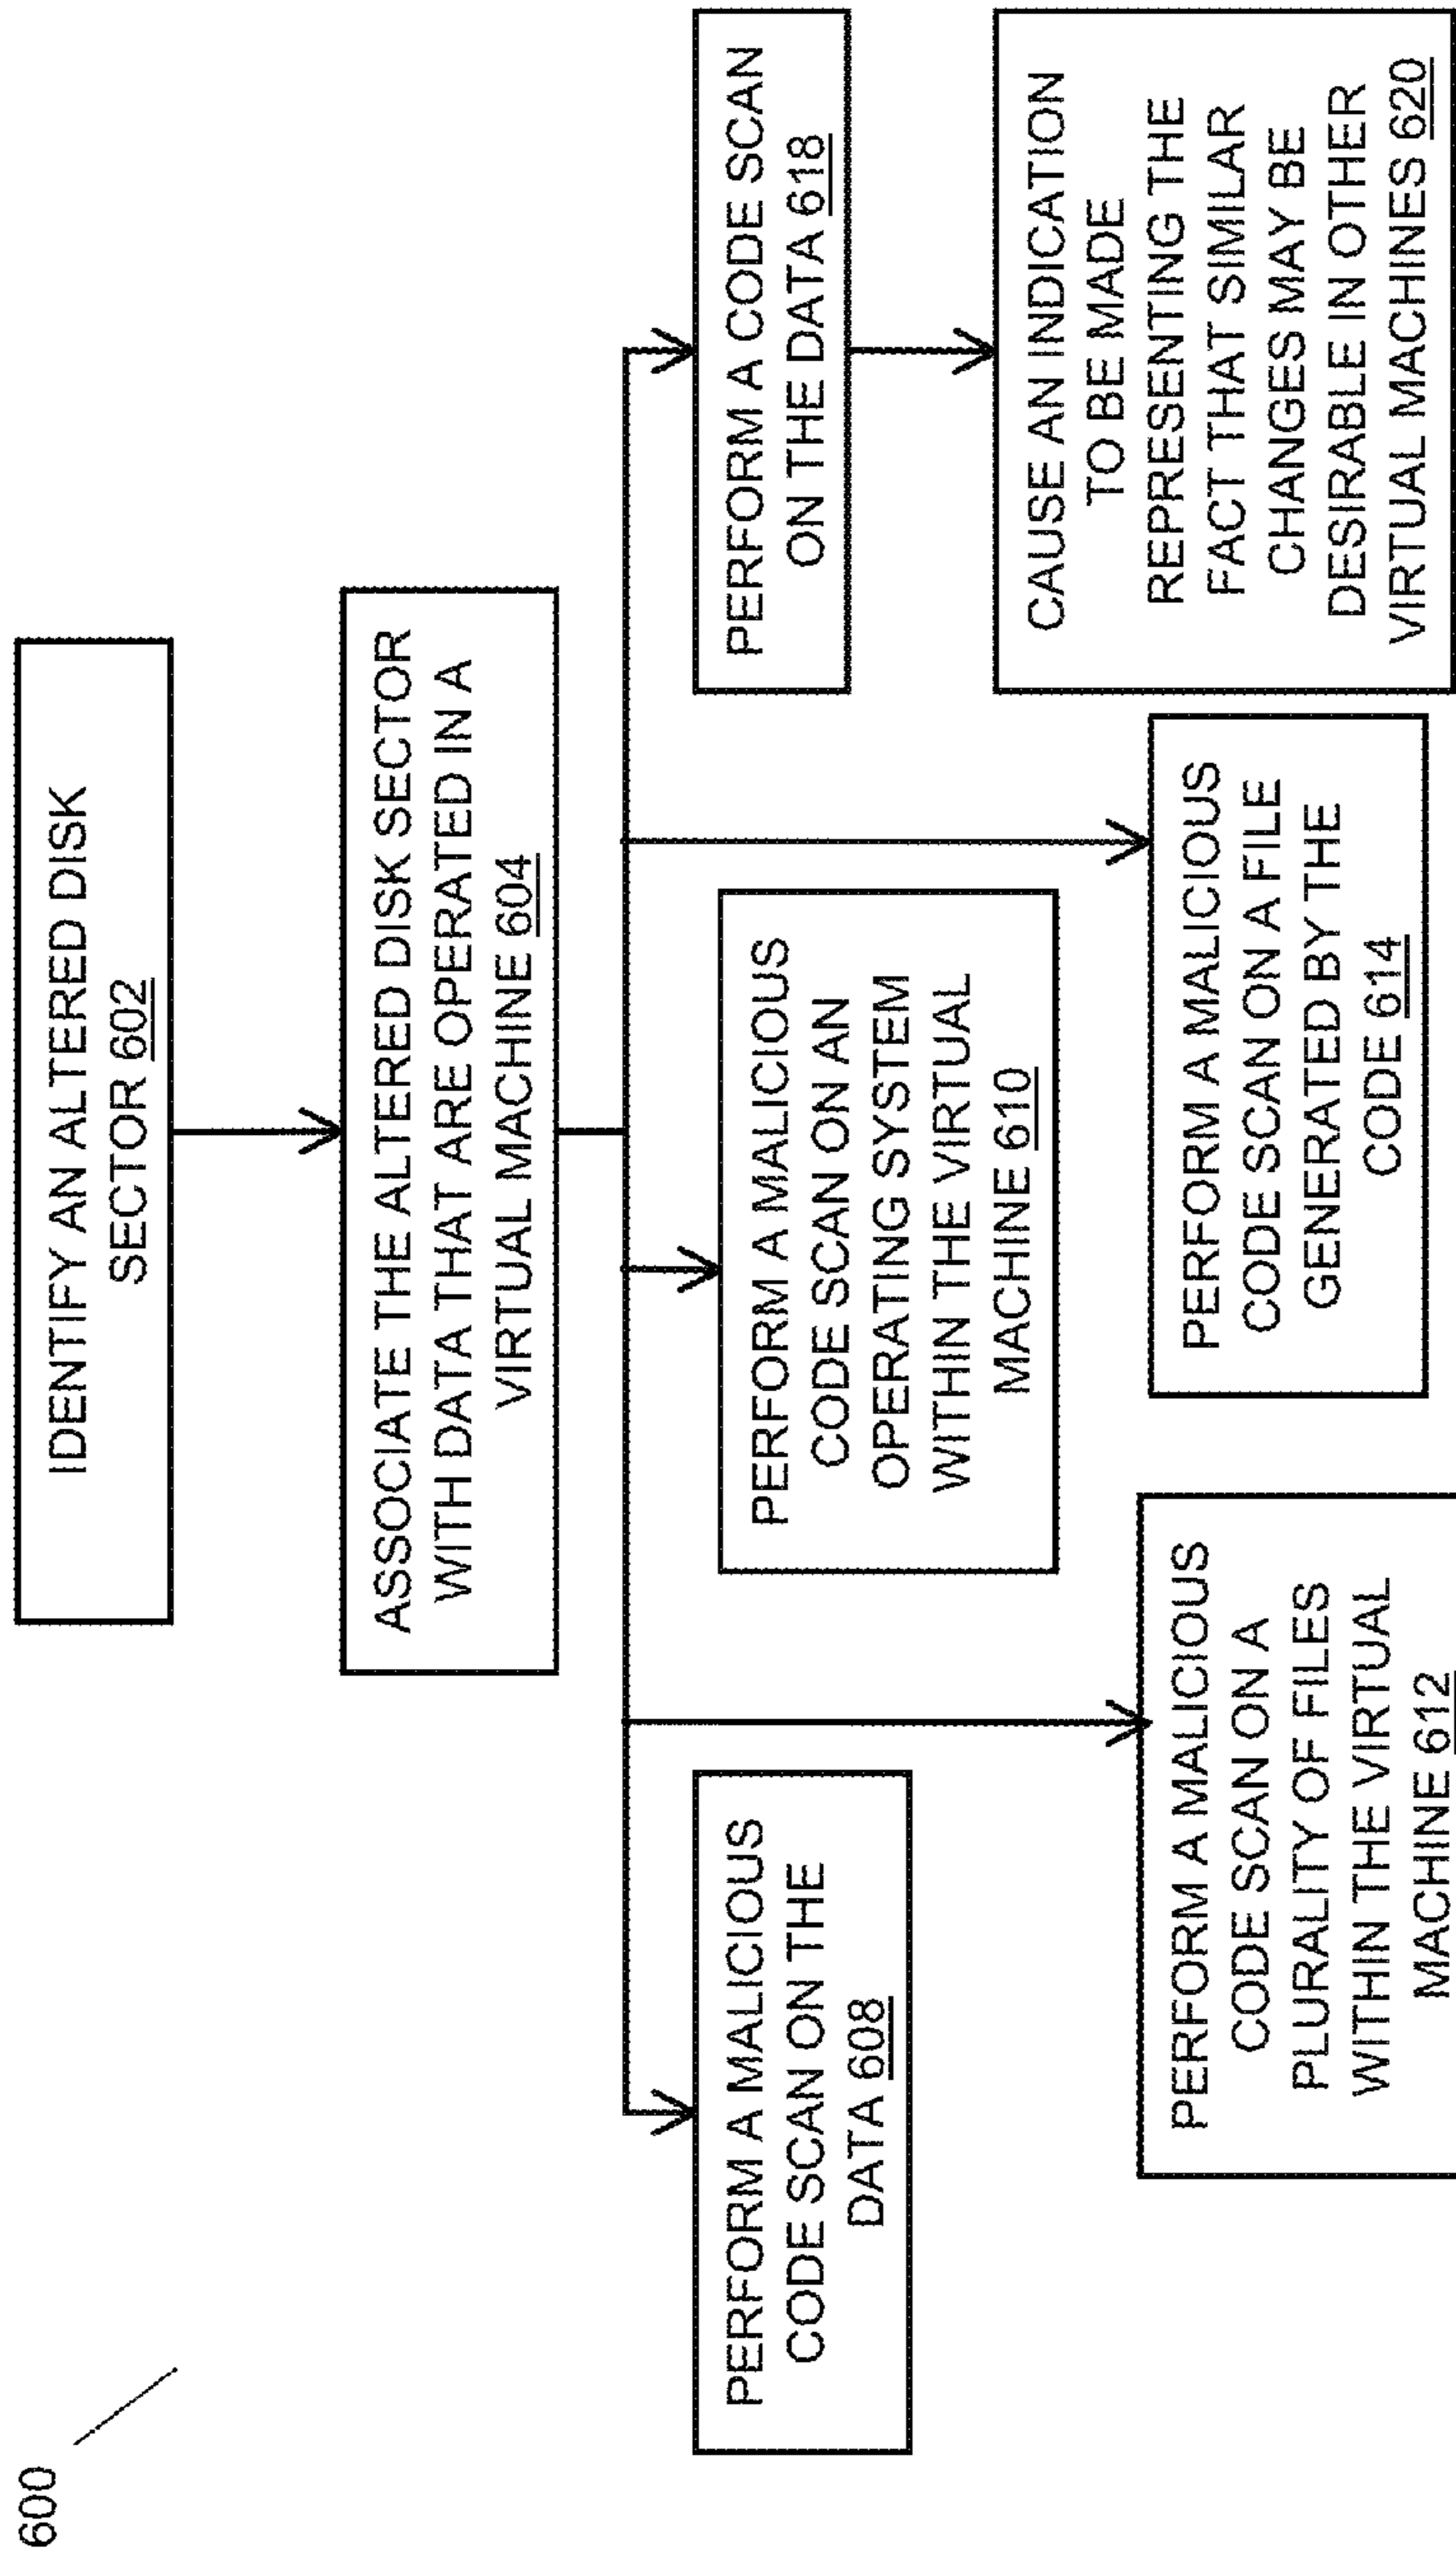 600
IDENTIFY AN ALTERED DISK
SECTOR 602
ASSOCIATE THE ALTERED DISK SECTOR
WITH DATA THAT ARE OPERATED IN A
VIRTUAL MACHINE 604
PERFORM A MALICIOUS
CODE SCAN ON THE
DATA 608
PERFORM A MALICIOUS
CODE SCAN ON AN
OPERATING SYSTEM
WITHIN THE VIRTUAL
MACHINE 610
PERFORM A CODE SCAN
ON THE DATA 618
PERFORM A MALICIOUS
CODE SCAN ON A
PLURALITY OF FILES
WITHIN THE VIRTUAL
MACHINE 612
PERFORM A MALICIOUS
CODE SCAN ON A FILE
GENERATED BY THE
CODE 614
CAUSE AN INDICATION
TO BE MADE
REPRESENTING THE
FACT THAT SIMILAR
CHANGES MAY BE
DESIRABLE IN OTHER
VIRTUAL MACHINES 620